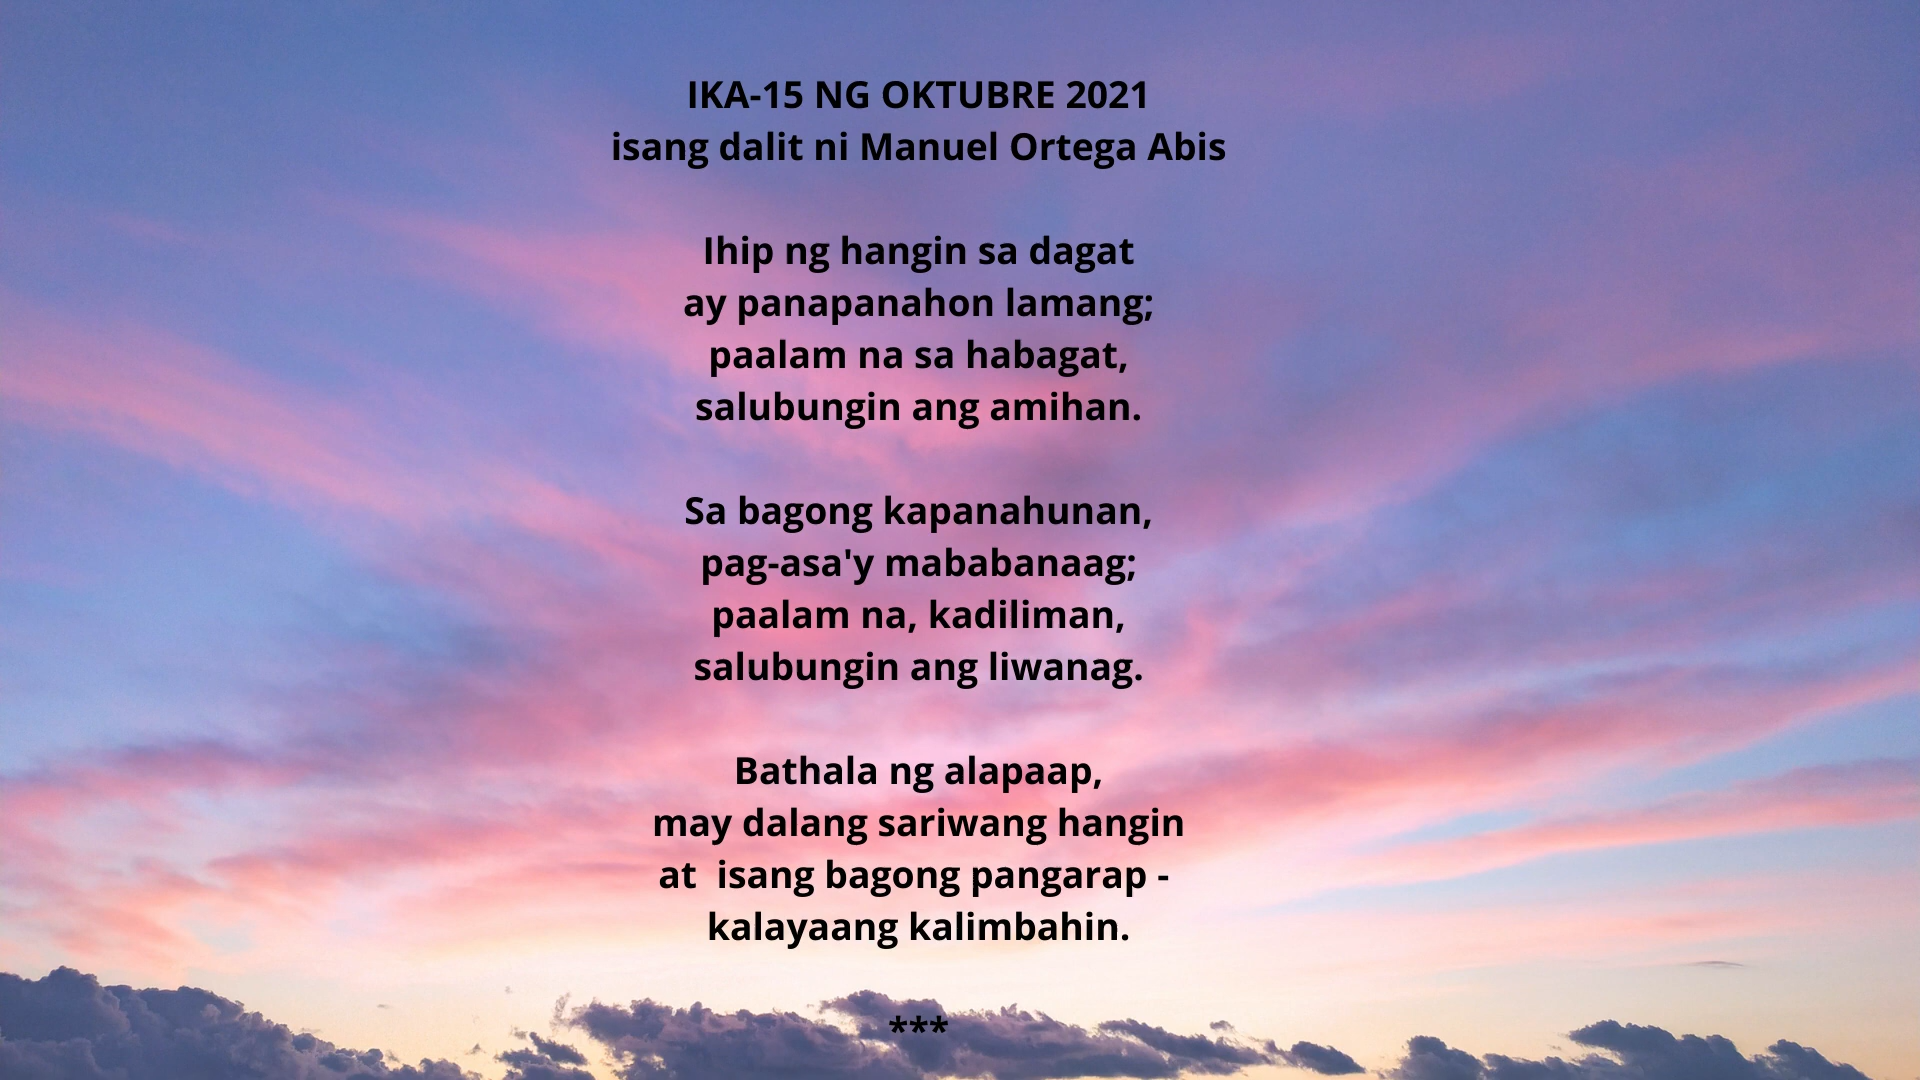 IKA-15 NG OKTUBRE 2021
isang dalit ni Manuel Ortega Abis
Ihip ng hangin sa dagat
ay panapanahon lamang;
paalam na sa habagat,
salubungin ang amihan.
Sa bagong kapanahunan,
pag-asa'y mababanaag;
paalam na, kadiliman,
salubungin ang liwanag.
Bathala ng alapaap,
may dalang sariwang hangin
at  isang bagong pangarap -
kalayaang kalimbahin.
***